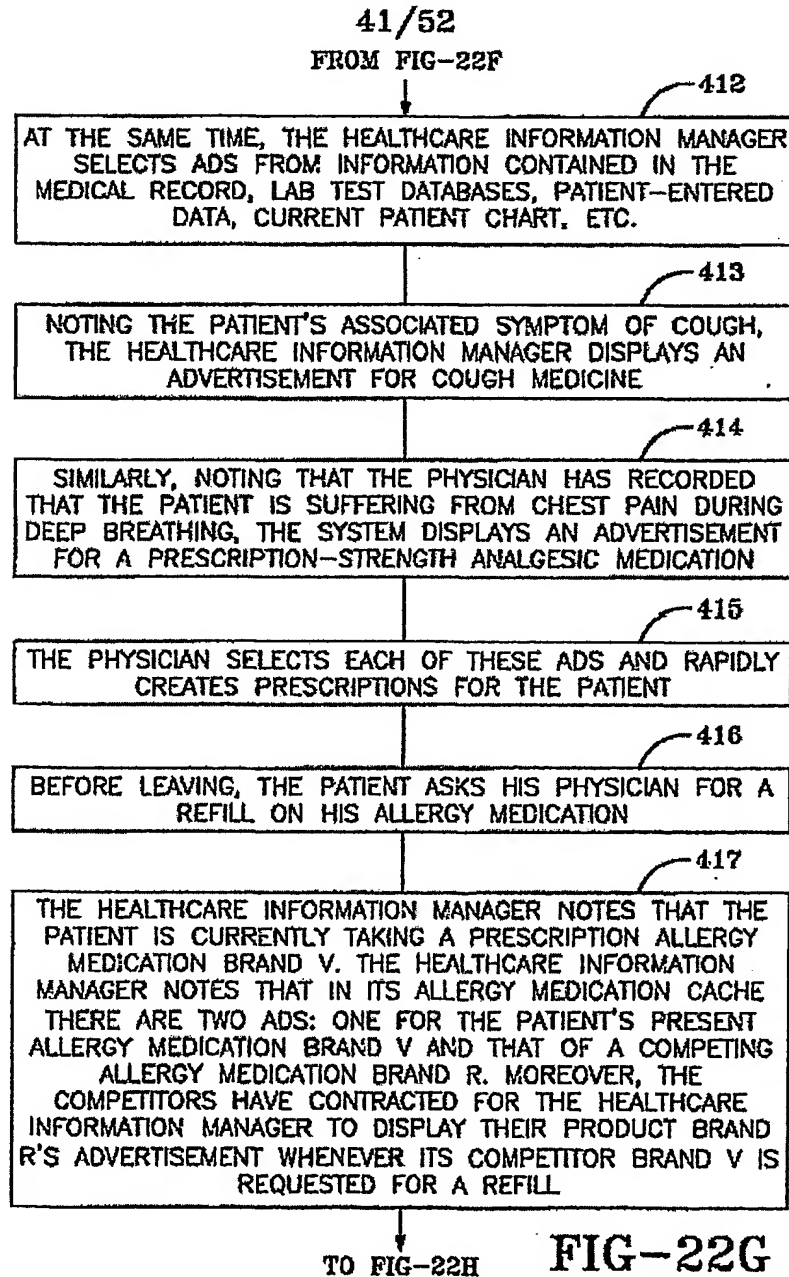 41/52
FROM FIG-22F
412
AT THE SAME TIME, THE HEALTHCARE INFORMATION MANAGER
SELECTS ADS FROM INFORMATION CONTAINED IN THE
MEDICAL RECORD, LAB TEST DATABASES, PATIENT-ENTERED
DATA, CURRENT PATIENT CHART, ETC.
413
NOTING THE PATIENT'S ASSOCIATED SYMPTOM OF COUGH,
THE HEALTHCARE INFORMATION MANAGER DISPLAYS AN
ADVERTISEMENT FOR COUGH MEDICINE
414
SIMILARLY, NOTING THAT THE PHYSICIAN HAS RECORDED
THAT THE PATIENT IS SUFFERING FROM CHEST PAIN DURING
DEEP BREATHING, THE SYSTEM DISPLAYS AN ADVERTISEMENT
FOR A PRESCRIPTION-STRENGTH ANALGESIC MEDICATION
415
THE PHYSICIAN SELECTS EACH OF THESE ADS AND RAPIDLY
CREATES PRESCRIPTIONS FOR THE PATIENT
416
BEFORE LEAVING, THE PATIENT ASKS HIS PHYSICIAN FOR A
REFILL ON HIS ALLERGY MEDICATION
417
THE HEALTHCARE INFORMATION MANAGER NOTES THAT THE
PATIENT IS CURRENTLY TAKING A PRESCRIPTION ALLERGY
MEDICATION BRAND V. THE HEALTHCARE INFORMATION
MANAGER NOTES THAT IN ITS ALLERGY MEDICATION CACHE
THERE ARE TWO ADS: ONE FOR THE PATIENT'S PRESENT
ALLERGY MEDICATION BRAND V AND THAT OF A COMPETING
ALLERGY MEDICATION BRAND R. MOREOVER, THE
COMPETITORS HAVE CONTRACTED FOR THE HEALTHCARE
INFORMATION MANAGER TO DISPLAY THEIR PRODUCT BRAND
R'S ADVERTISEMENT WHENEVER ITS COMPETITOR BRAND V IS
REQUESTED FOR A REFILL
TO FIG-22H
FIG-22G